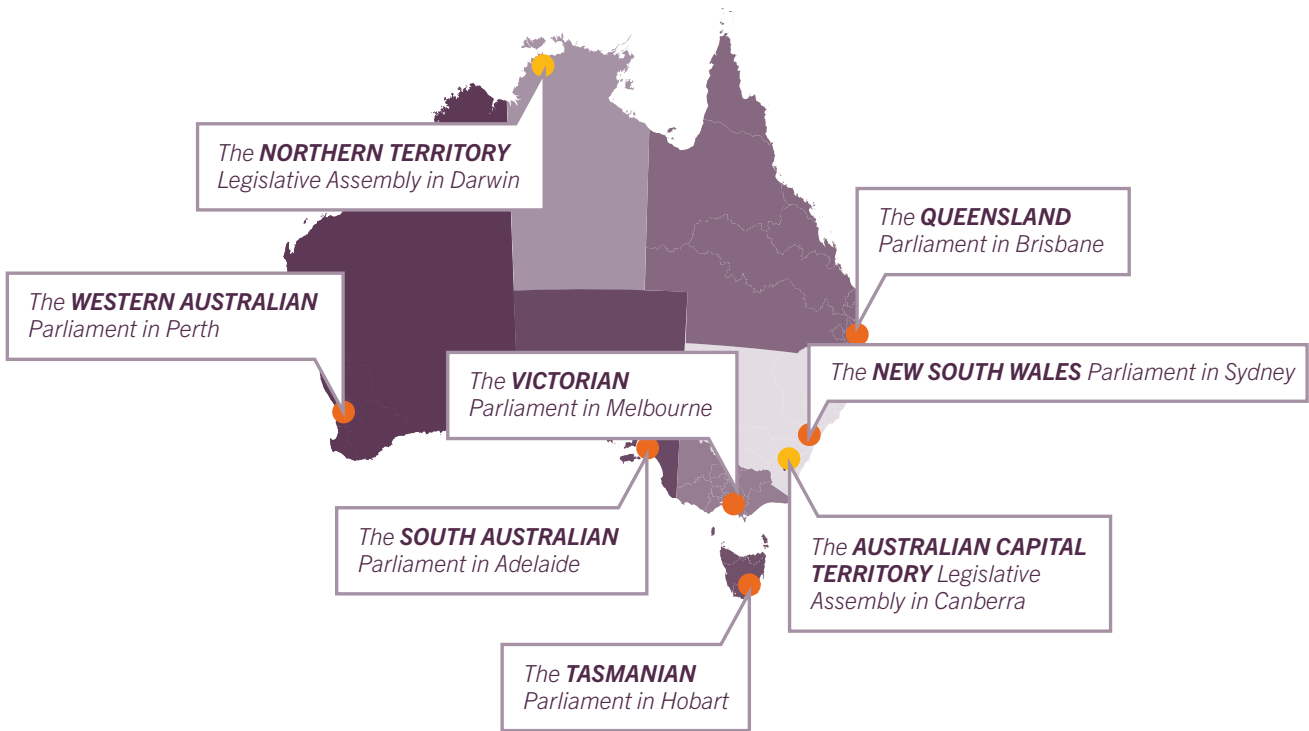 The NORTHERN TERRITORY
Legislative Assembly in Darwin
The QUEENSLAND
Parliament in Brisbane
The WESTERN AUSTRALIAN
Parliament in Perth
The VICTORIAN
Parliament in Melbourne
The NEW SOUTH WALES Parliament in Sydney
The SOUTH AUSTRALIAN
Parliament in Adelaide
The AUSTRALIAN CAPITAL
TERRITORY Legislative
Assembly in Canberra
The TASMANIAN
Parliament in Hobart